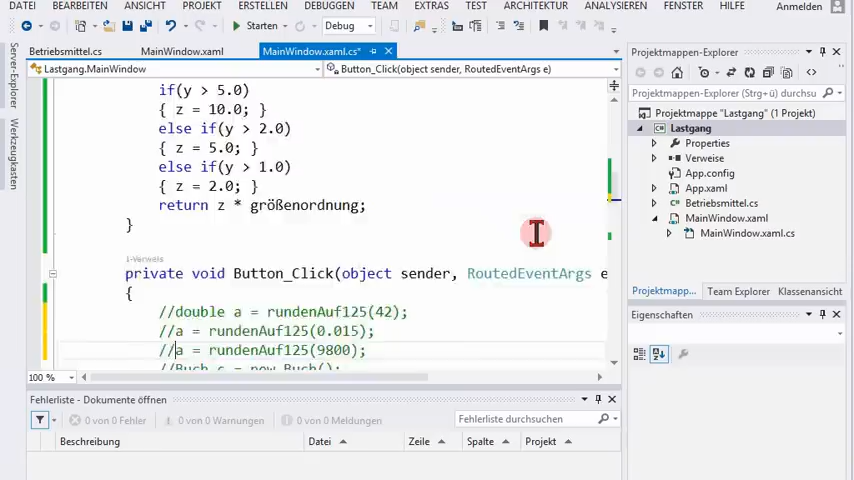 DATEI BEARBEITEN ANSICHT PROJEKT ERSTELLEN DEBUGGEN TEAM EXTRAS TEST ARCHITEKTUR ANALYSIEREN FENSTER HILFE Anmelden
Starten Debug
Server-Explorer
Werkzeugkasten
Betriebsmittel.cs MainWindow.xaml MainWindow.xaml.cs*
Lastgang.MainWindow Button_Click(object sender, RoutedEventArgs e)
if(y > 5.0)
{ z = 10.0; }
else if(y > 2.0)
{ z = 5.0; }
else if(y > 1.0)
{ z = 2.0; }
return z * größenordnung;
}
1-Verweis
private void Button_Click(object sender, RoutedEventArgs e
{
//double a = rundenAuf125(42);
//a = rundenAuf125(0.015);
//a = rundenAuf125(9800);
//Buch c = new Buch();
100 %
Fehlerliste - Dokumente öffnen
0 von 0 Fehler 0 von 0 Warnungen 0 von 0 Meldungen Fehlerliste durchsuchen
Beschreibung Datei Zeile Spalte Projekt
Projektmappen-Explorer
Projektmappen-Explorer (Strg+ü) durchsu
Projektmappe "Lastgang" (1 Projekt)
Lastgang
Properties
Verweise
App.config
App.xaml
Betriebsmittel.cs
MainWindow.xaml
MainWindow.xaml.cs
Projektmapp... Team Explorer Klassenansicht
Eigenschaften